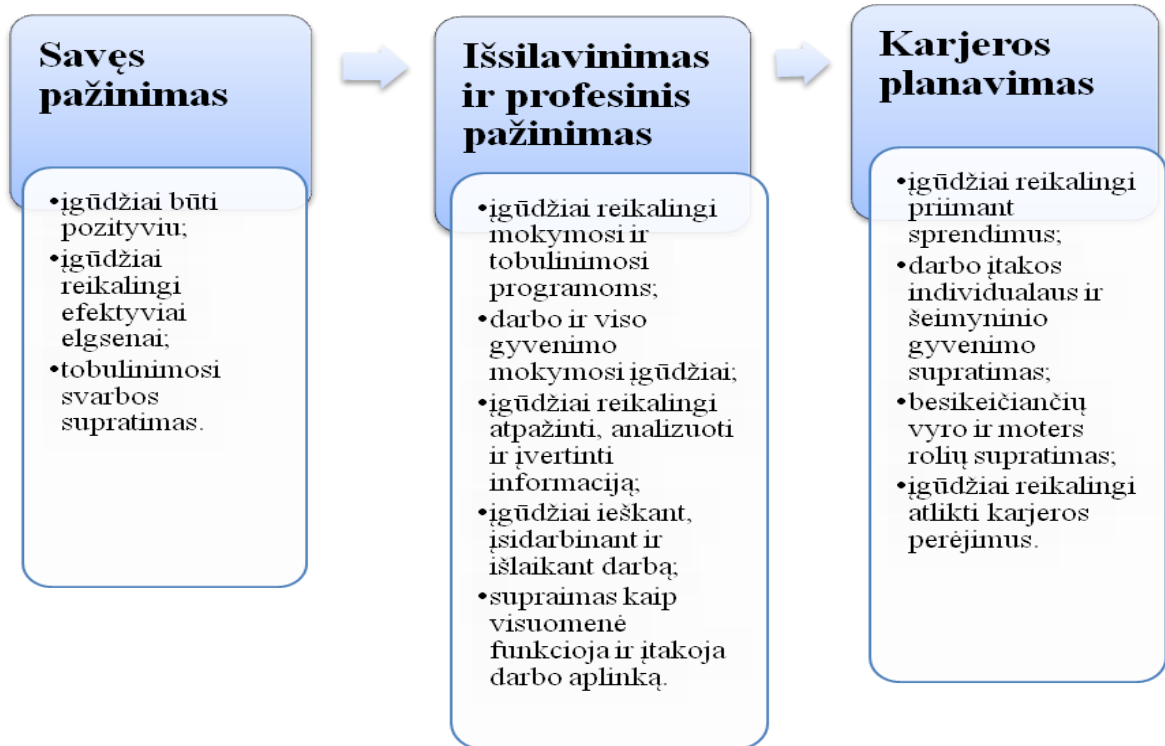 Savęs
pažinimas
•įgūdžiai būti
pozityviu;
•įgūdžiai
reikalingi
efektyviai
elgsenai;
•tobulinimosi
svarbos
supratimas.
Išsilavinimas
ir profesinis
pažinimas
•įgūdžiai reikalingi
mokymosi ir
tobulinimosi
programoms;
•darbo ir viso
gyvenimo
mokymosi įgūdžiai;
•įgūdžiai reikalingi
atpažinti, analizuoti
ir įvertinti
informaciją;
•įgūdžiai ieškant,
įsidarbinant ir
išlaikant darbą;
•supraimas kaip
visuomenė
funkcioja ir įtakoja
darbo aplinką.
Karjeros
planavimas
•įgūdžiai reikalingi
priimant
sprendimus;
•darbo įtakos
individualaus ir
šeimyninio
gyvenimo
supratimas;
•besikeičiančių
vyro ir moters
rolių supratimas;
•įgūdžiai reikalingi
atlikti karjeros
perėjimus.